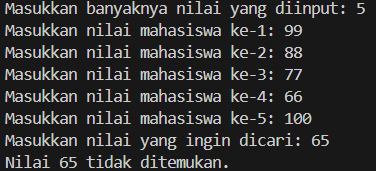 Masukkan banyaknya nilai yang diinput: 5
Masukkan nilai mahasiswa ke-1: 99
Masukkan nilai mahasiswa ke-2: 88
Masukkan nilai mahasiswa ke-3: 77
Masukkan nilai mahasiswa ke-4: 66
Masukkan nilai mahasiswa ke-5: 100
Masukkan nilai yang ingin dicari: 65
Nilai 65 tidak ditemukan.